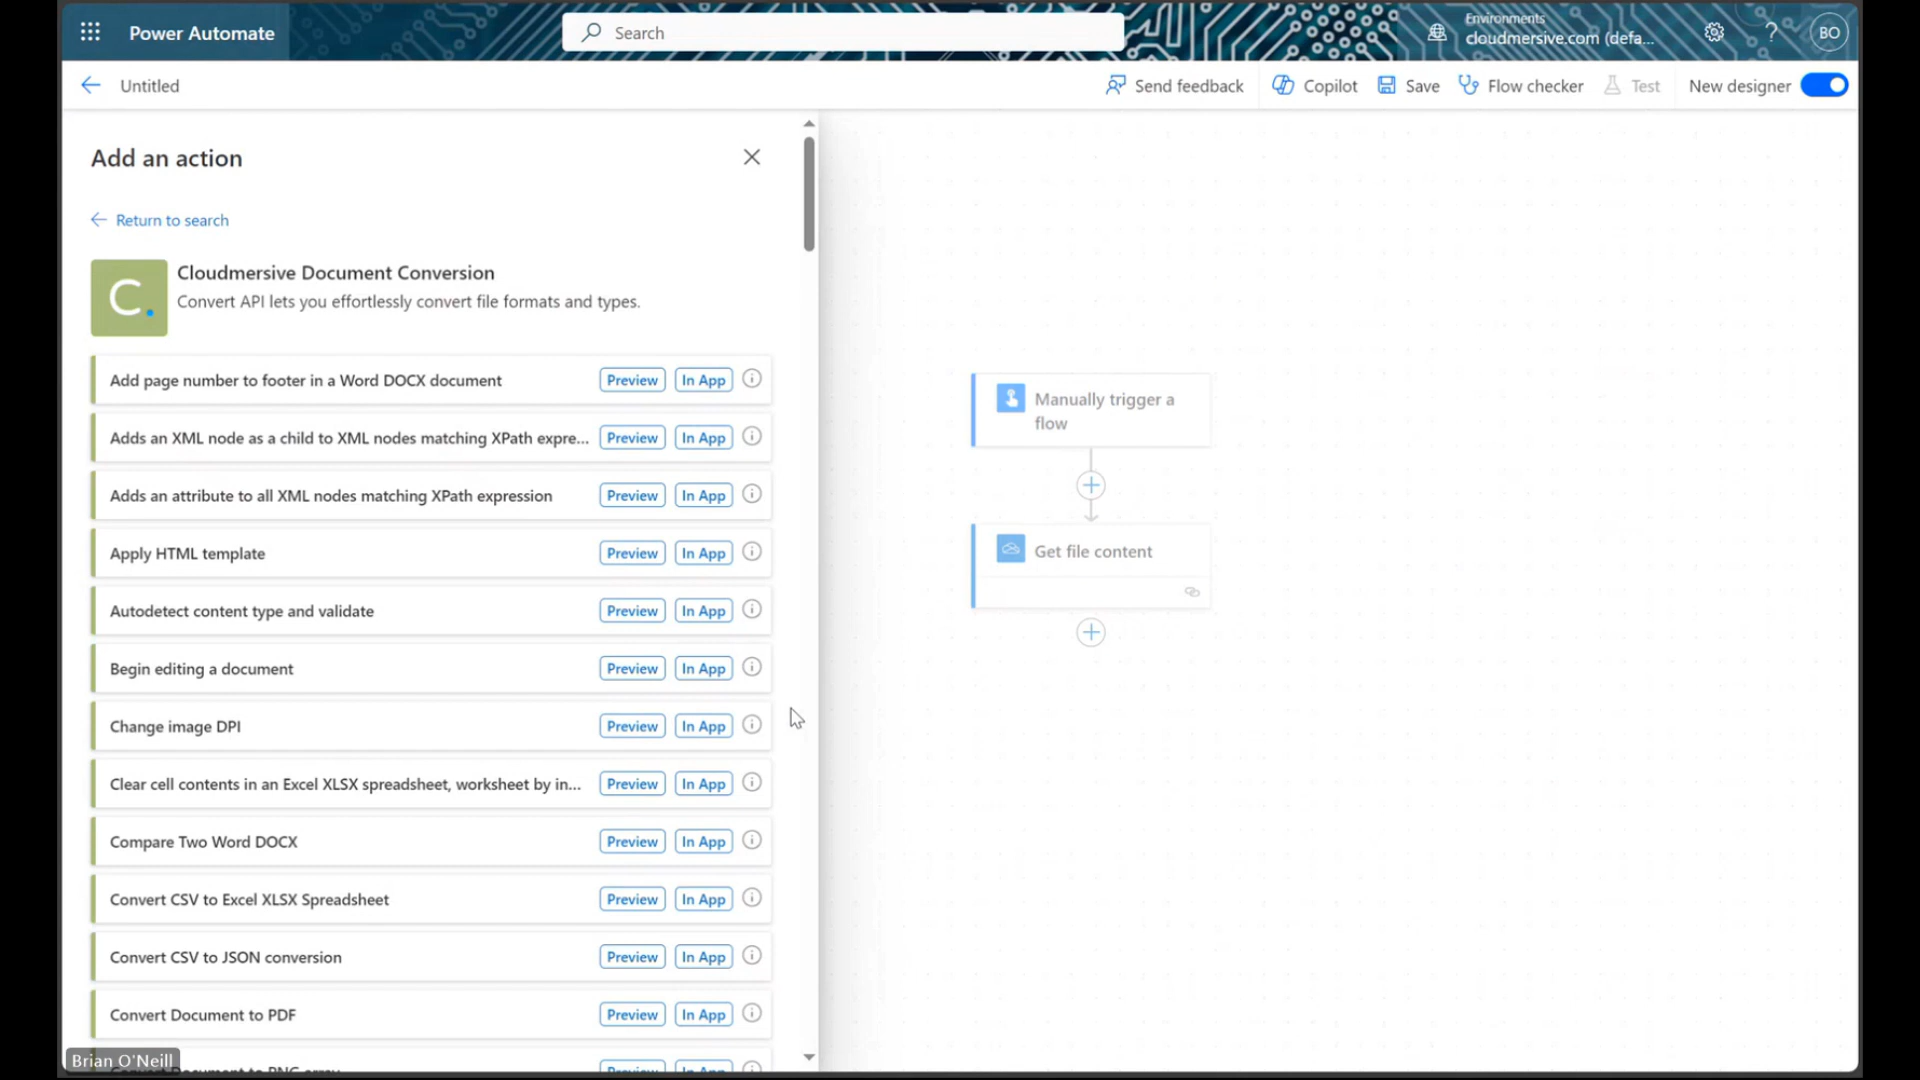 Power Automate
Search
Environments
cloudmersive.com (defa...
?
BO
Untitled
Send feedback
Copilot
Save
Flow checker
Test
New designer
Add an action
Return to search
C.
Cloudmersive Document Conversion
Convert API lets you effortlessly convert file formats and types.
Add page number to footer in a Word DOCX document Preview In App
Adds an XML node as a child to XML nodes matching XPath expre... Preview In App
Adds an attribute to all XML nodes matching XPath expression Preview In App
Apply HTML template Preview In App
Autodetect content type and validate Preview In App
Begin editing a document Preview In App
Change image DPI Preview In App
Clear cell contents in an Excel XLSX spreadsheet, worksheet by in... Preview In App
Compare Two Word DOCX Preview In App
Convert CSV to Excel XLSX Spreadsheet Preview In App
Convert CSV to JSON conversion Preview In App
Convert Document to PDF Preview In App
Brian O'Neill
Manually trigger a
flow
Get file content